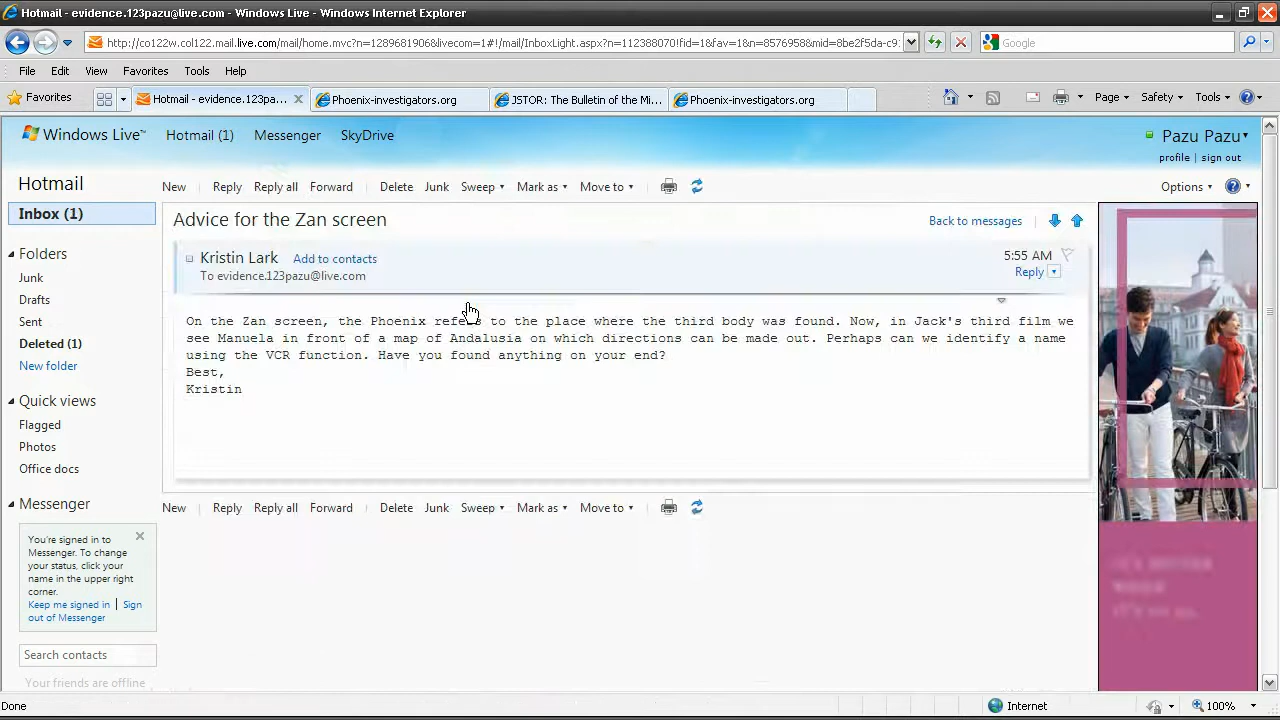 Hotmail - evidence.123pazu@live.com - Windows Live - Windows Internet Explorer
http://co122w.col122.mail.live.com/mail/Home.mvc?n=1289681906&livecom=1#!/mail/InboxLight.aspx?n=112388070!fid=1&fav=1&n=8576958&mid=8be2f5da-c9
Google
File Edit View Favorites Tools Help
Favorites
Hotmail - evidence.123pa...
Phoenix-investigators.org
JSTOR: The Bulletin of the Mi...
Phoenix-investigators.org
Page Safety Tools
Windows Live™ Hotmail (1) Messenger SkyDrive
Pazu Pazu
profile | sign out
Hotmail
New Reply Reply all Forward Delete Junk Sweep Mark as Move to
Options
Inbox (1)
Folders
Junk
Drafts
Sent
Deleted (1)
New folder
Quick views
Flagged
Photos
Office docs
Messenger
You're signed in to
Messenger. To change
your status, click your
name in the upper right
corner.
Keep me signed in | Sign
out of Messenger
Search contacts
Your friends are offline
Advice for the Zan screen
Back to messages
Kristin Lark Add to contacts
To evidence.123pazu@live.com
5:55 AM
Reply
On the Zan screen, the Phoenix refers to the place where the third body was found. Now, in Jack's third film we
see Manuela in front of a map of Andalusia on which directions can be made out. Perhaps can we identify a name
using the VCR function. Have you found anything on your end?
Best,
Kristin
New Reply Reply all Forward Delete Junk Sweep Mark as Move to
Done
Internet
100%